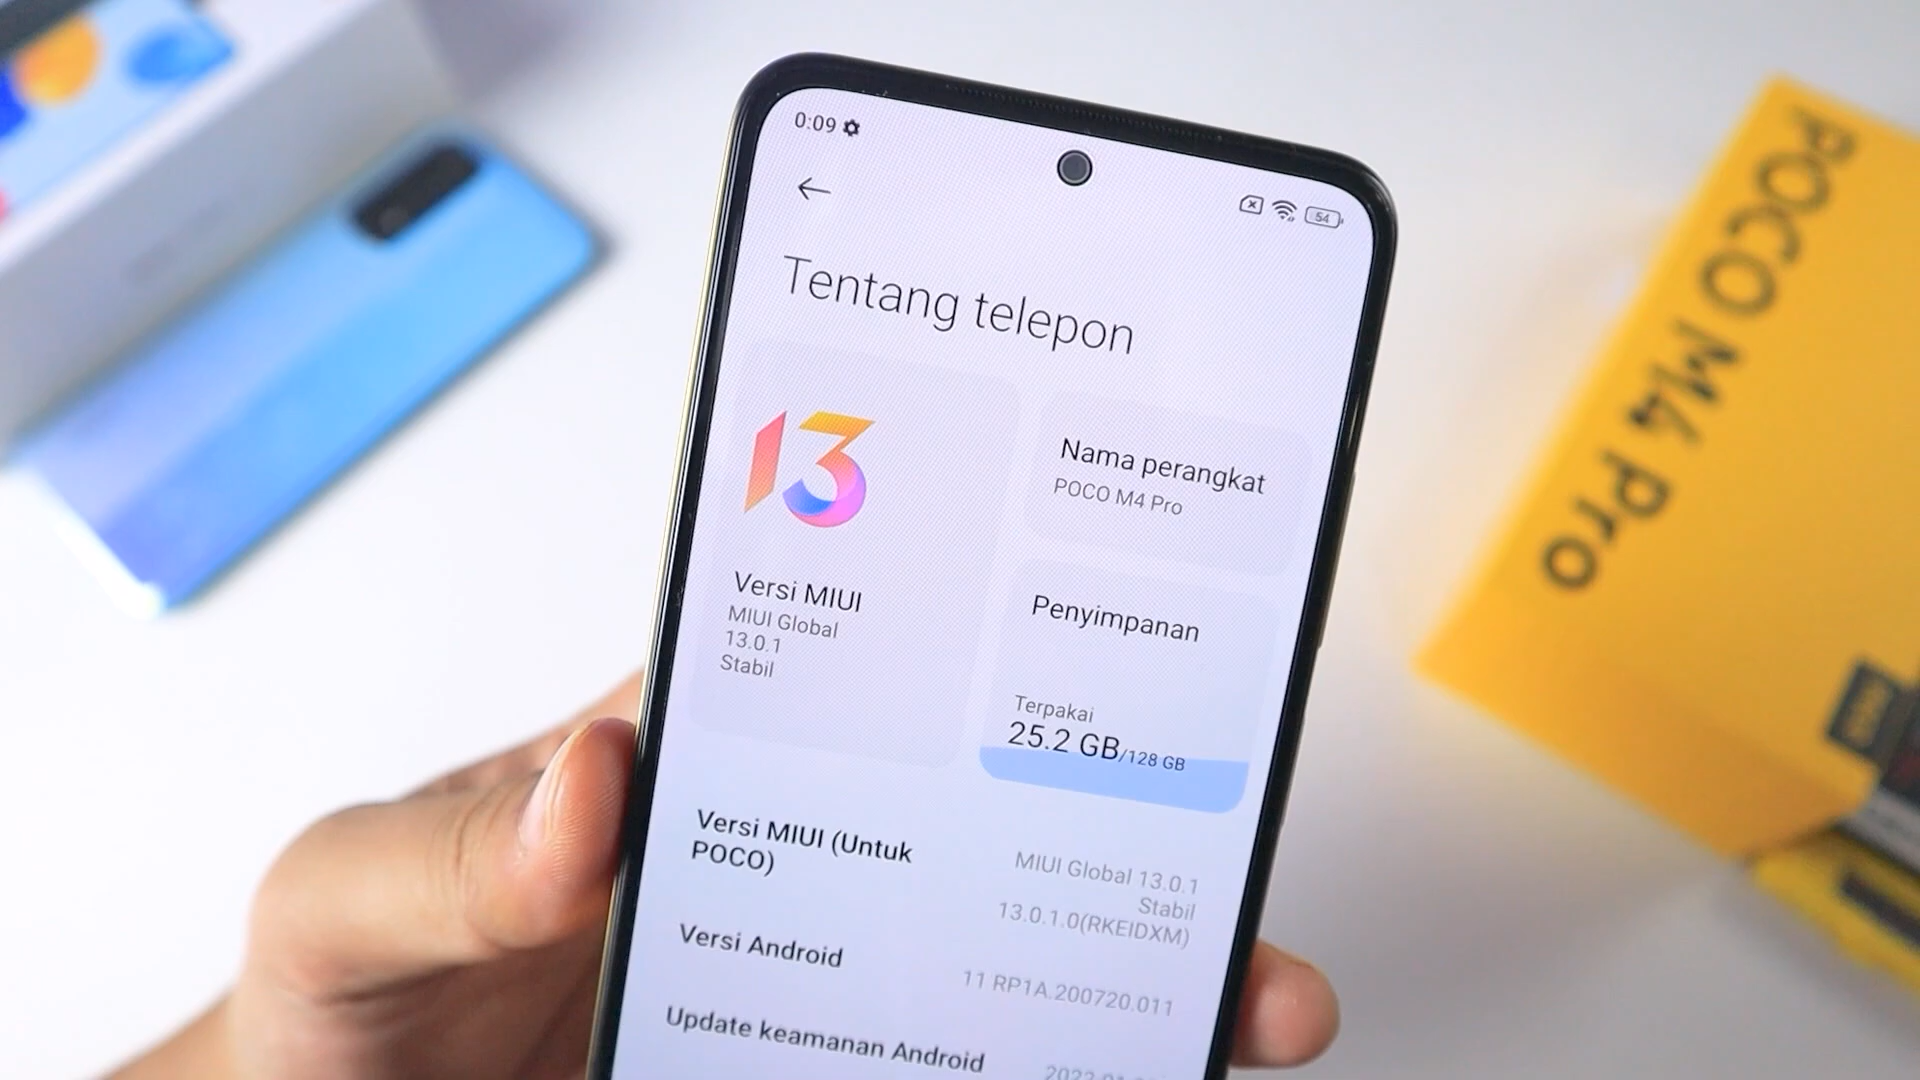 0:09
54
Tentang telepon
13
Nama perangkat
POCO M4 Pro
Versi MIUI
MIUI Global
13.0.1
Stabil
Penyimpanan
Terpakai
25.2 GB/128 GB
Versi MIUI (Untuk
POCO)
MIUI Global 13.0.1
Stabil
13.0.1.0(RKEIDXM)
Versi Android
11 RP1A.200720.011
Update keamanan Android
POCO M4 Pro